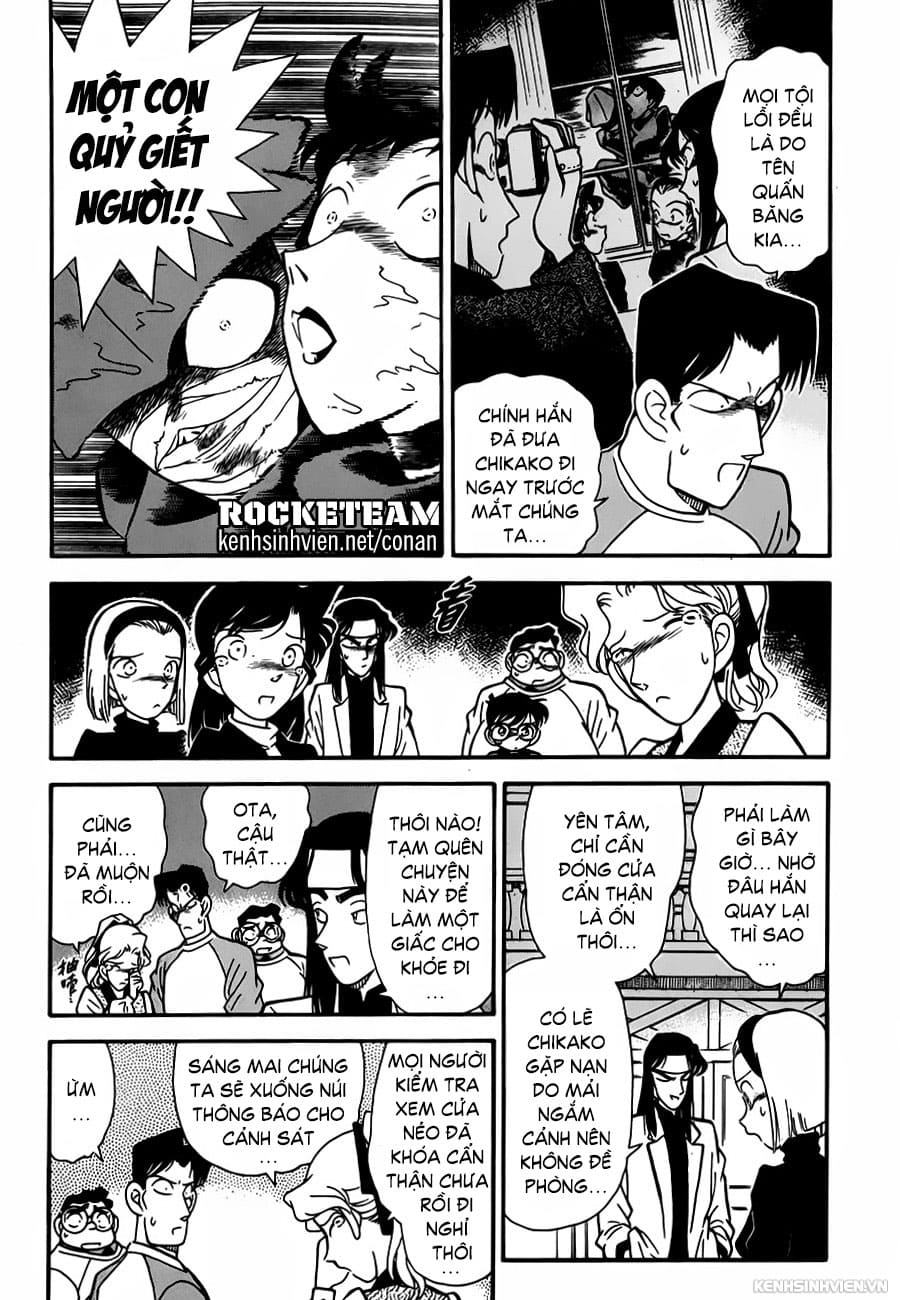 MỌI TỘI
LỖI ĐỀU
LÀ DO
TÊN
QUẤN
BĂNG
KIA...
CHÍNH HẮN
ĐÃ ĐƯA
CHIKAKO ĐI
NGAY TRƯỚC
MẮT CHÚNG
TA...
MỘT CON
QUỶ GIẾT
NGƯỜI!!
ROCKETEAM
kenhsinhvien.net/conan
PHẢI LÀM
GÌ BÂY
GIỜ... NHỠ
ĐÂU HẮN
QUAY LẠI
THÌ SAO
YÊN TÂM,
CHỈ CẦN
ĐÓNG CỬA
CẨN THẬN
LÀ ỔN
THÔI...
CÓ LẼ
CHIKAKO
GẶP NẠN
DO MẢI
NGẮM
CẢNH NÊN
KHÔNG ĐỀ
PHÒNG...
THÔI NÀO!
TẠM QUÊN
CHUYỆN
NÀY ĐỂ
LÀM MỘT
GIẤC CHO
KHỎE ĐI
...
OTA,
CẬU
THẬT...
CŨNG
PHẢI...
ĐÃ MUỘN
RỒI...
MỌI NGƯỜI
KIỂM TRA
XEM CỬA
NẺO ĐÃ
KHÓA CẨN
THẬN CHƯA
RỒI ĐI
NGHỈ
THÔI...
SÁNG MAI CHÚNG
TA SẼ XUỐNG NÚI
THÔNG BÁO CHO
CẢNH SÁT
...
ỪM
...
KENHSINHVIEN.VN